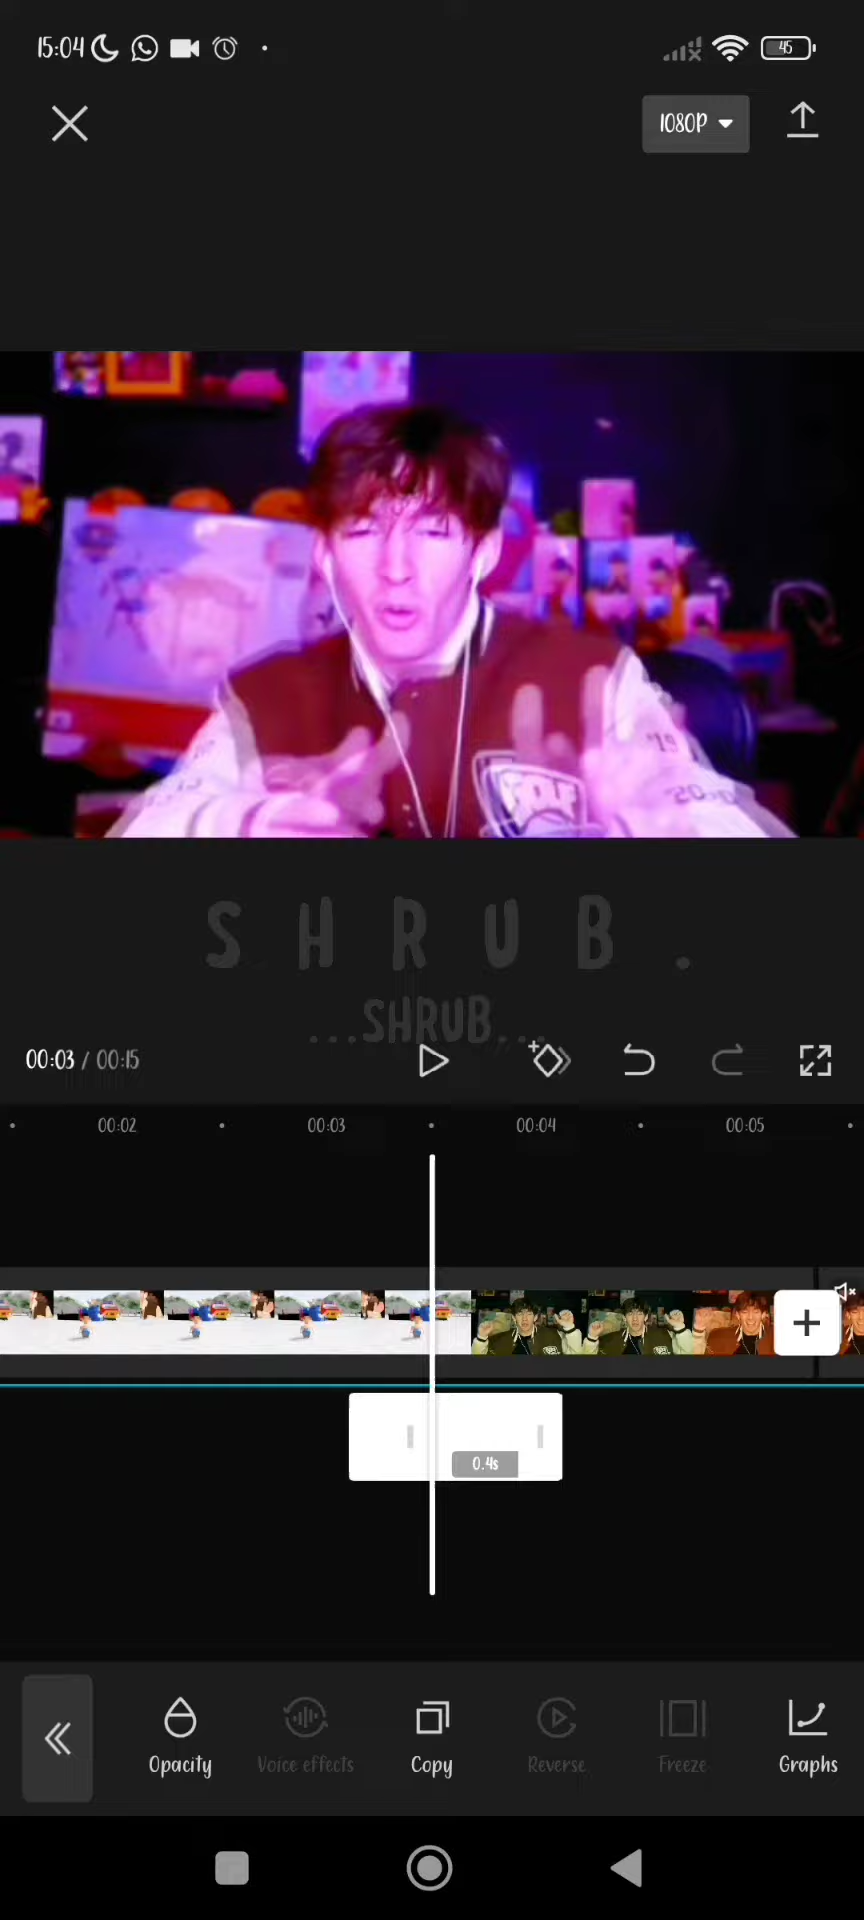 15:04
45
1080P
S H R U B .
...SHRUB...
00:03 / 00:15
00:02 00:03 00:04 00:05
0.4s
Opacity Voice effects Copy Reverse Freeze Graphs